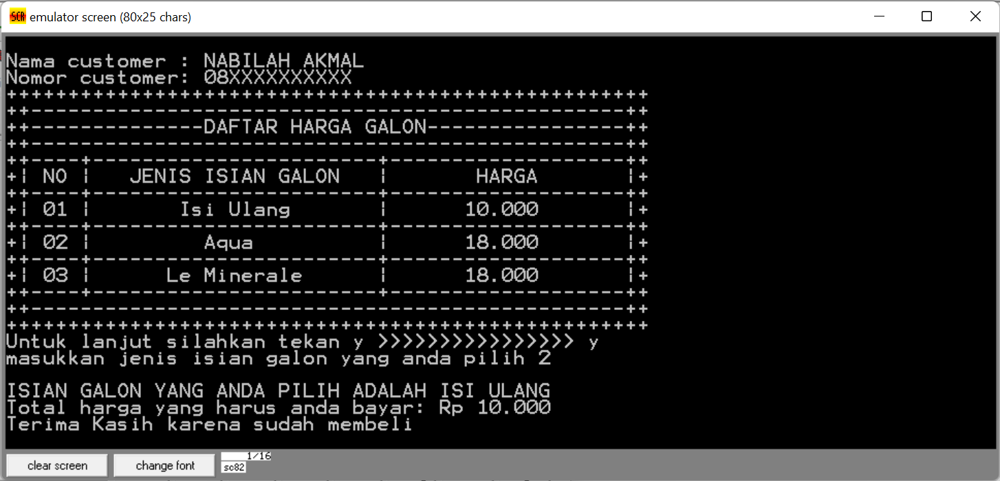 emulator screen (80x25 chars)
Nama customer : NABILAH AKMAL
Nomor customer: 08XXXXXXXXXX
++++++++++++++++++++++++++++++++++++++++++++++++++++
++------------------------------------------------++
++--------------DAFTAR HARGA GALON----------------++
++------------------------------------------------++
++----+-----------------------+-------------------++
+| NO |   JENIS ISIAN GALON   |       HARGA       |+
++----+-----------------------+-------------------++
+| 01 |       Isi Ulang       |      10.000       |+
++----+-----------------------+-------------------++
+| 02 |         Aqua          |      18.000       |+
++----+-----------------------+-------------------++
+| 03 |      Le Minerale      |      18.000       |+
++----+-----------------------+-------------------++
++------------------------------------------------++
++++++++++++++++++++++++++++++++++++++++++++++++++++
Untuk lanjut silahkan tekan y >>>>>>>>>>>>>>>> y
masukkan jenis isian galon yang anda pilih 2
ISIAN GALON YANG ANDA PILIH ADALAH ISI ULANG
Total harga yang harus anda bayar: Rp 10.000
Terima Kasih karena sudah membeli
clear screen change font 1/16
sc82